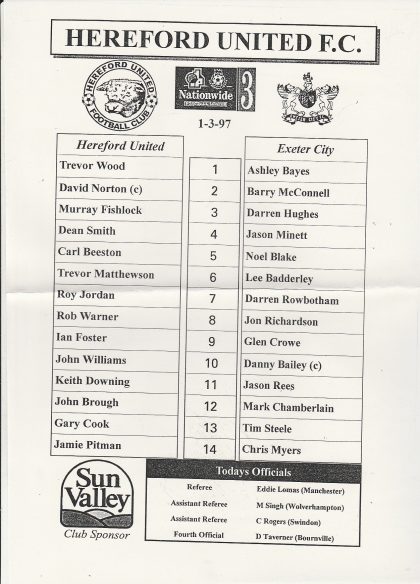 HEREFORD UNITED F.C.
HEREFORD UNITED
FOOTBALL CLUB
Nationwide
3
1-3-97
Hereford United Exeter City
Trevor Wood 1 Ashley Bayes
David Norton (c) 2 Barry McConnell
Murray Fishlock 3 Darren Hughes
Dean Smith 4 Jason Minett
Carl Beeston 5 Noel Blake
Trevor Matthewson 6 Lee Badderley
Roy Jordan 7 Darren Rowbotham
Rob Warner 8 Jon Richardson
Ian Foster 9 Glen Crowe
John Williams 10 Danny Bailey (c)
Keith Downing 11 Jason Rees
John Brough 12 Mark Chamberlain
Gary Cook 13 Tim Steele
Jamie Pitman 14 Chris Myers
Sun
Valley
Club Sponsor
Todays Officials
Referee Eddie Lomas (Manchester)
Assistant Referee M Singh (Wolverhampton)
Assistant Referee C Rogers (Swindon)
Fourth Official D Taverner (Bournville)